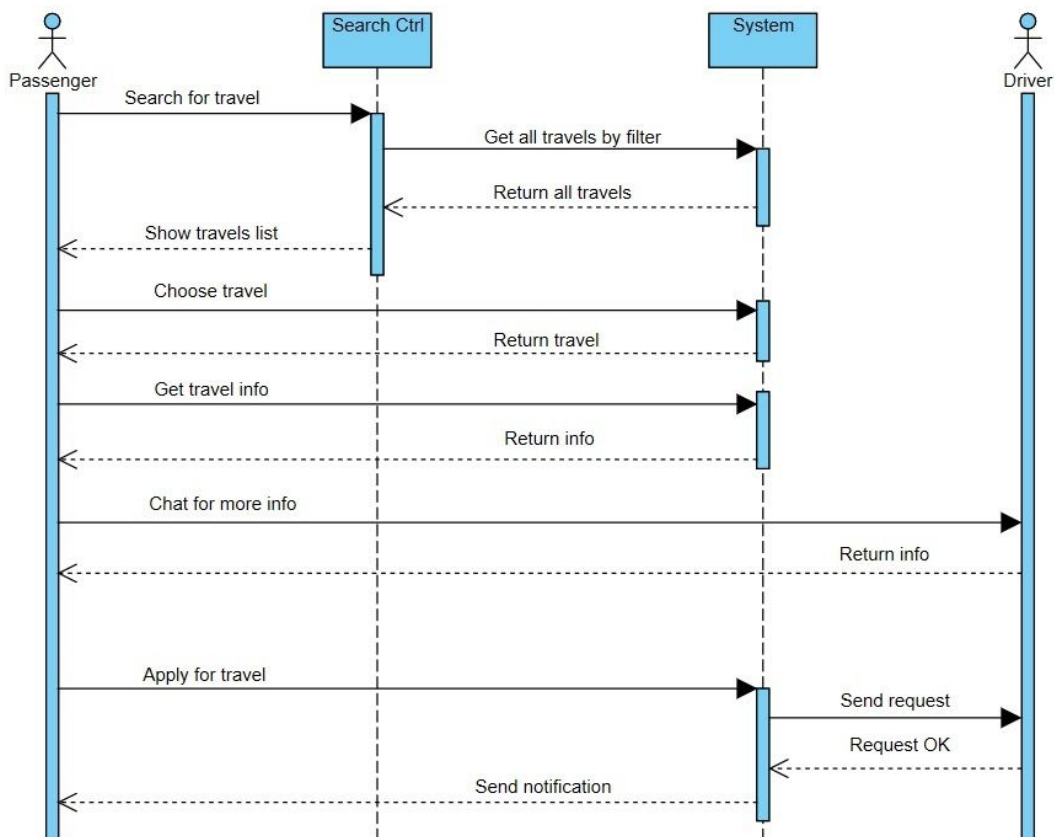 Search Ctrl
System
Passenger
Driver
Search for travel
Get all travels by filter
Return all travels
Show travels list
Choose travel
Return travel
Get travel info
Return info
Chat for more info
Return info
Apply for travel
Send request
Request OK
Send notification